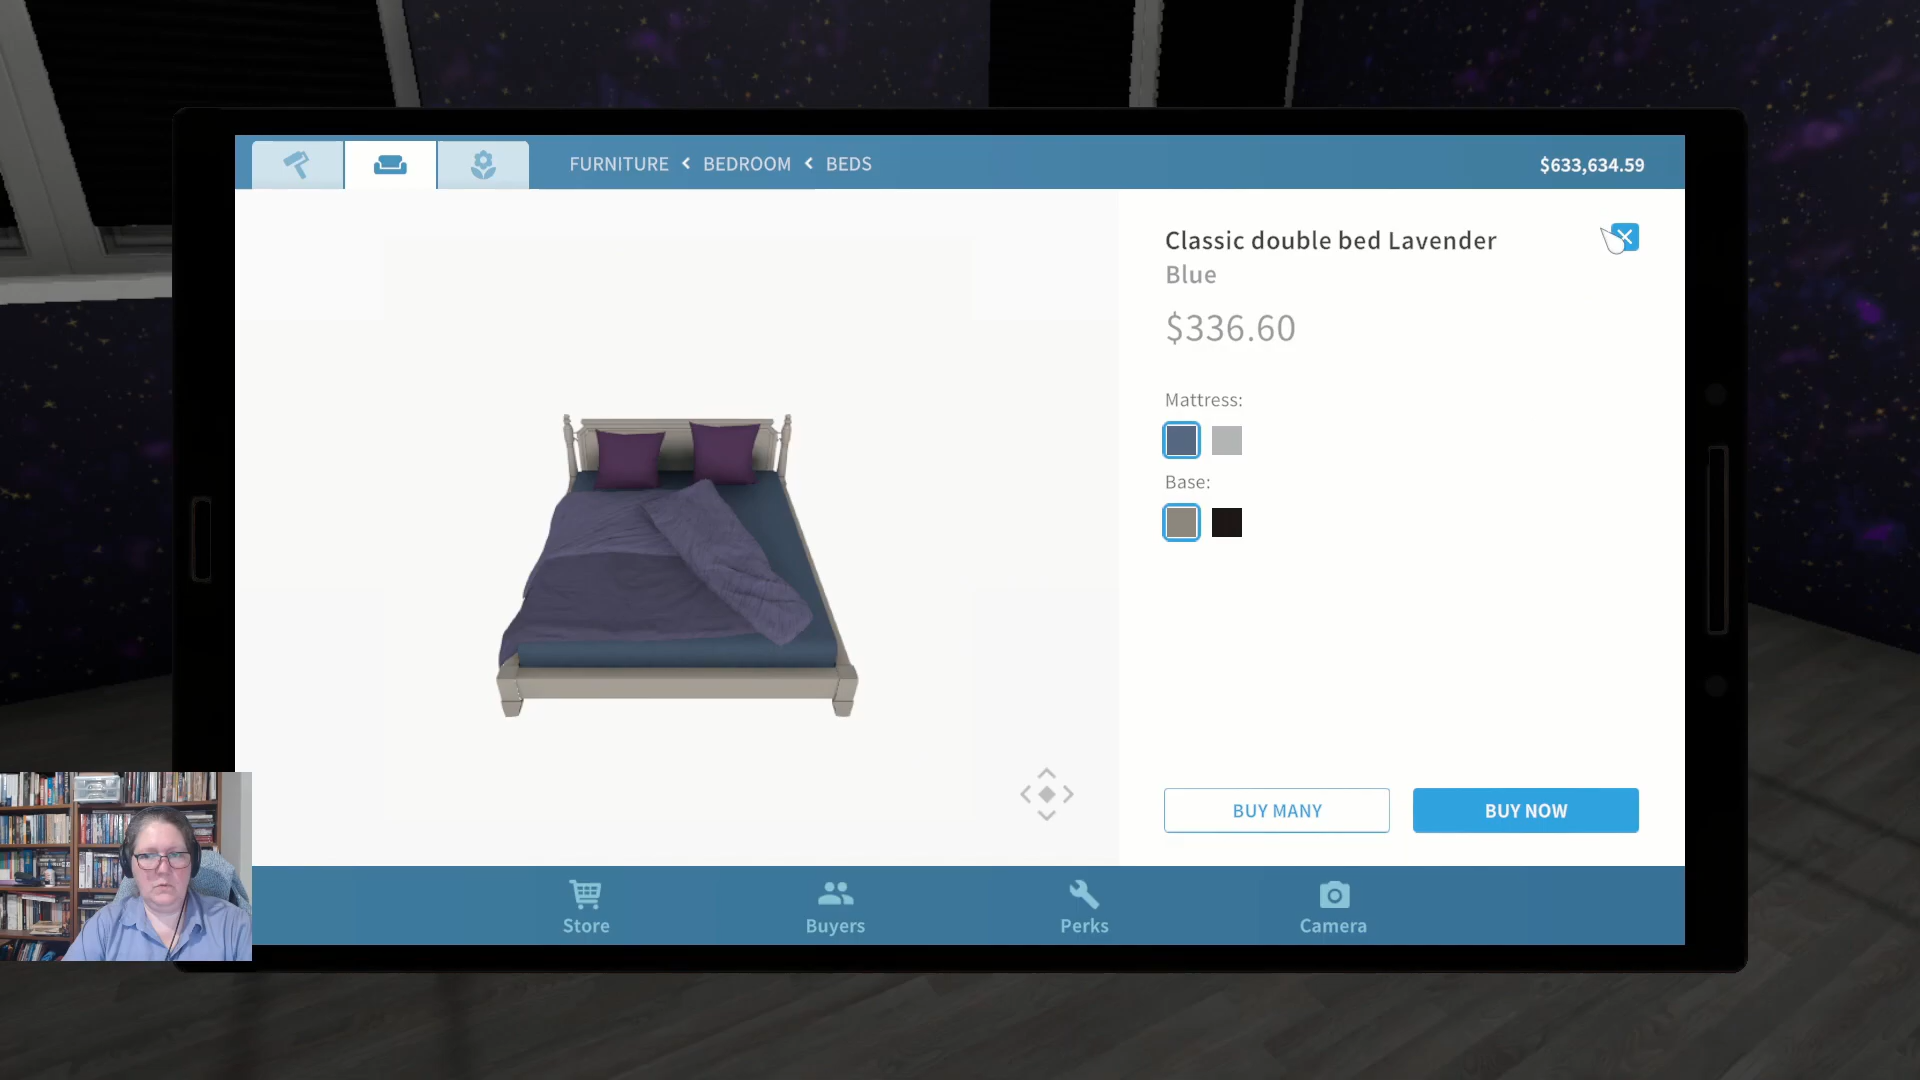 FURNITURE < BEDROOM < BEDS
$633,634.59
Classic double bed Lavender
Blue
$336.60
Mattress:
Base:
BUY MANY
BUY NOW
Store
Buyers
Perks
Camera